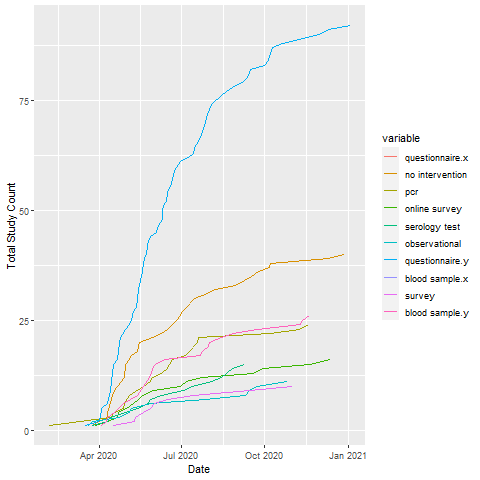 Total Study Count
75
50
25
0
Apr 2020
Jul 2020
Oct 2020
Jan 2021
Date
variable
questionnaire.x
no intervention
pcr
online survey
serology test
observational
questionnaire.y
blood sample.x
survey
blood sample.y